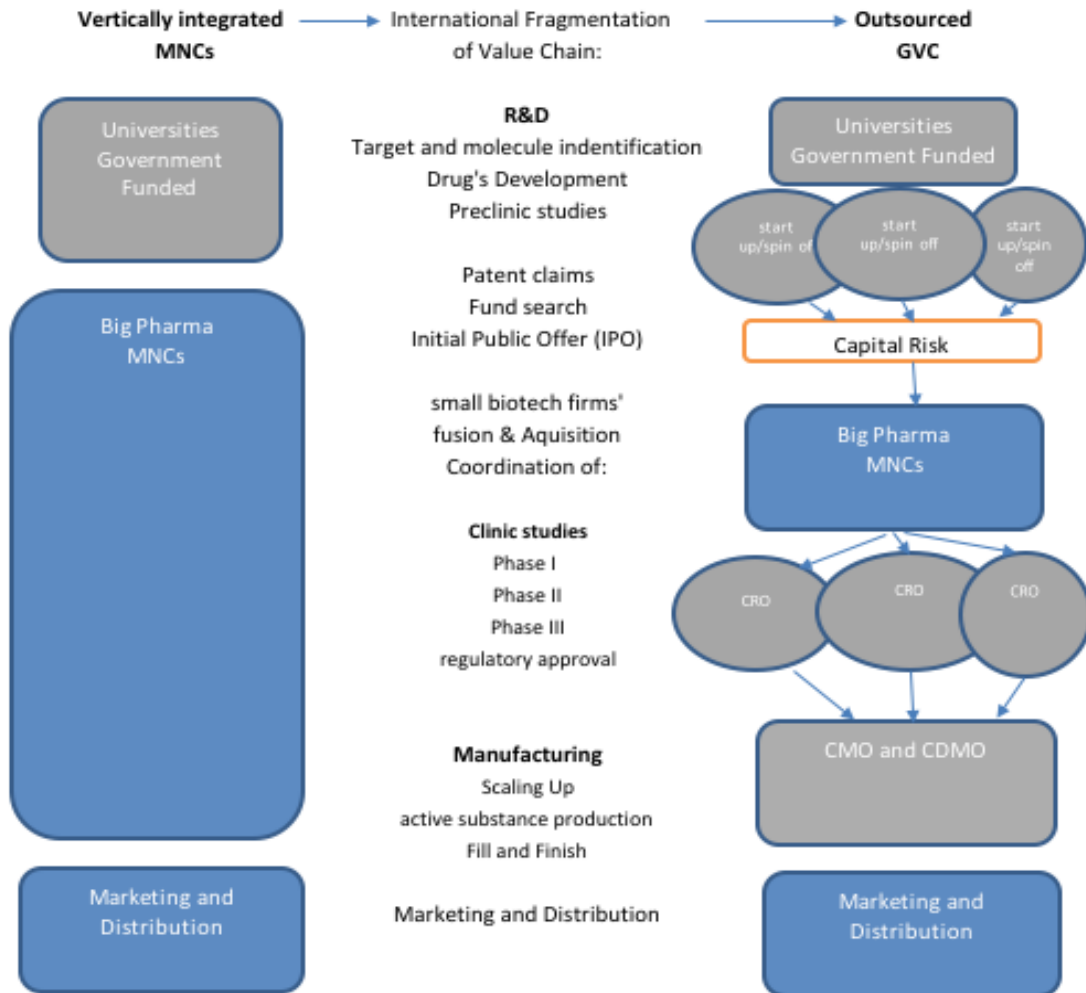 Vertically integrated
MNCs
International Fragmentation
of Value Chain:
Outsourced
GVC
Universities
Government
Funded
Big Pharma
MNCs
Marketing and
Distribution
R&D
Target and molecule indentification
Drug's Development
Preclinic studies
Patent claims
Fund search
Initial Public Offer (IPO)
small biotech firms'
fusion & Aquisition
Coordination of:
Clinic studies
Phase I
Phase II
Phase III
regulatory approval
Manufacturing
Scaling Up
active substance production
Fill and Finish
Marketing and Distribution
Universities
Government Funded
start
up/spin of
start
up/spin off
start
up/spin
off
Capital Risk
Big Pharma
MNCs
CRO
CRO
CRO
CMO and CDMO
Marketing and
Distribution